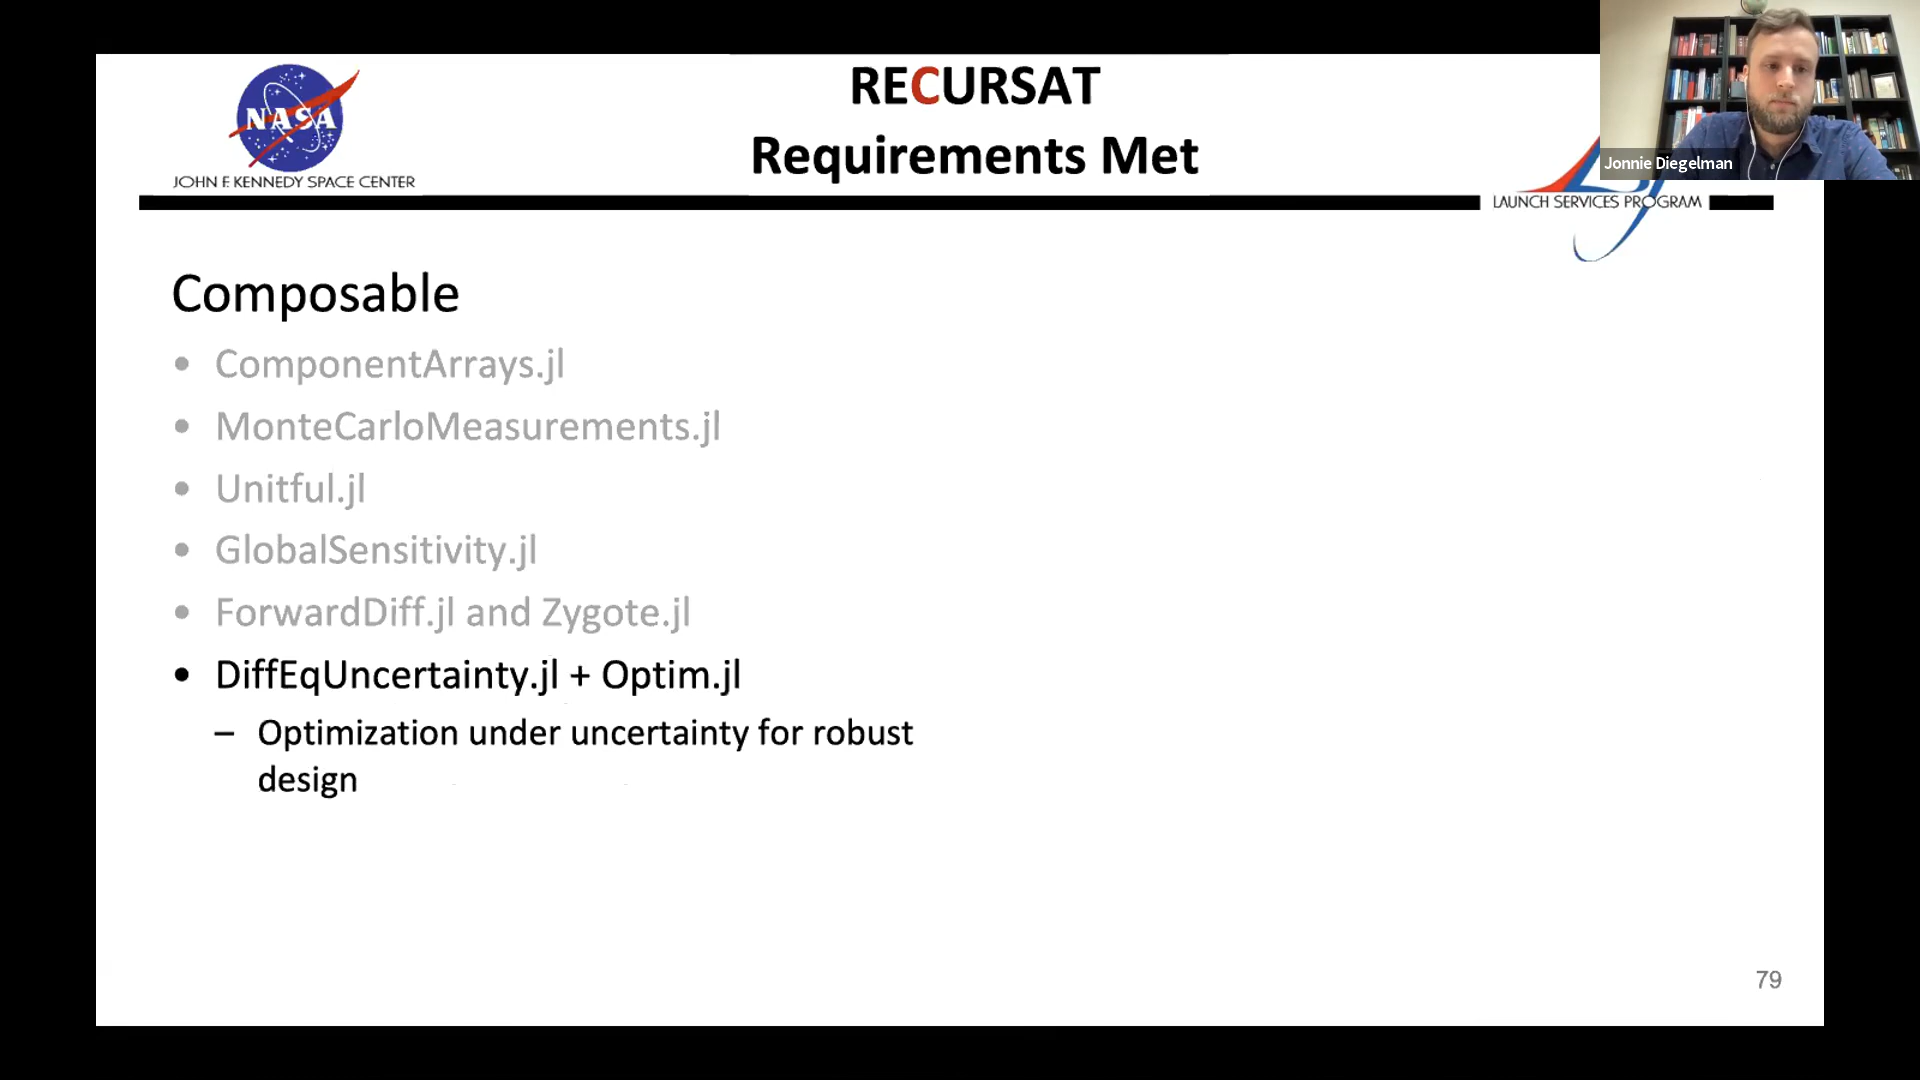 NASA
JOHN F. KENNEDY SPACE CENTER
RECURSAT
Requirements Met
Jonnie Diegelman
LAUNCH SERVICES PROGRAM
Composable
• ComponentArrays.jl
• MonteCarloMeasurements.jl
• Unitful.jl
• GlobalSensitivity.jl
• ForwardDiff.jl and Zygote.jl
• DiffEqUncertainty.jl + Optim.jl
– Optimization under uncertainty for robust
design
79